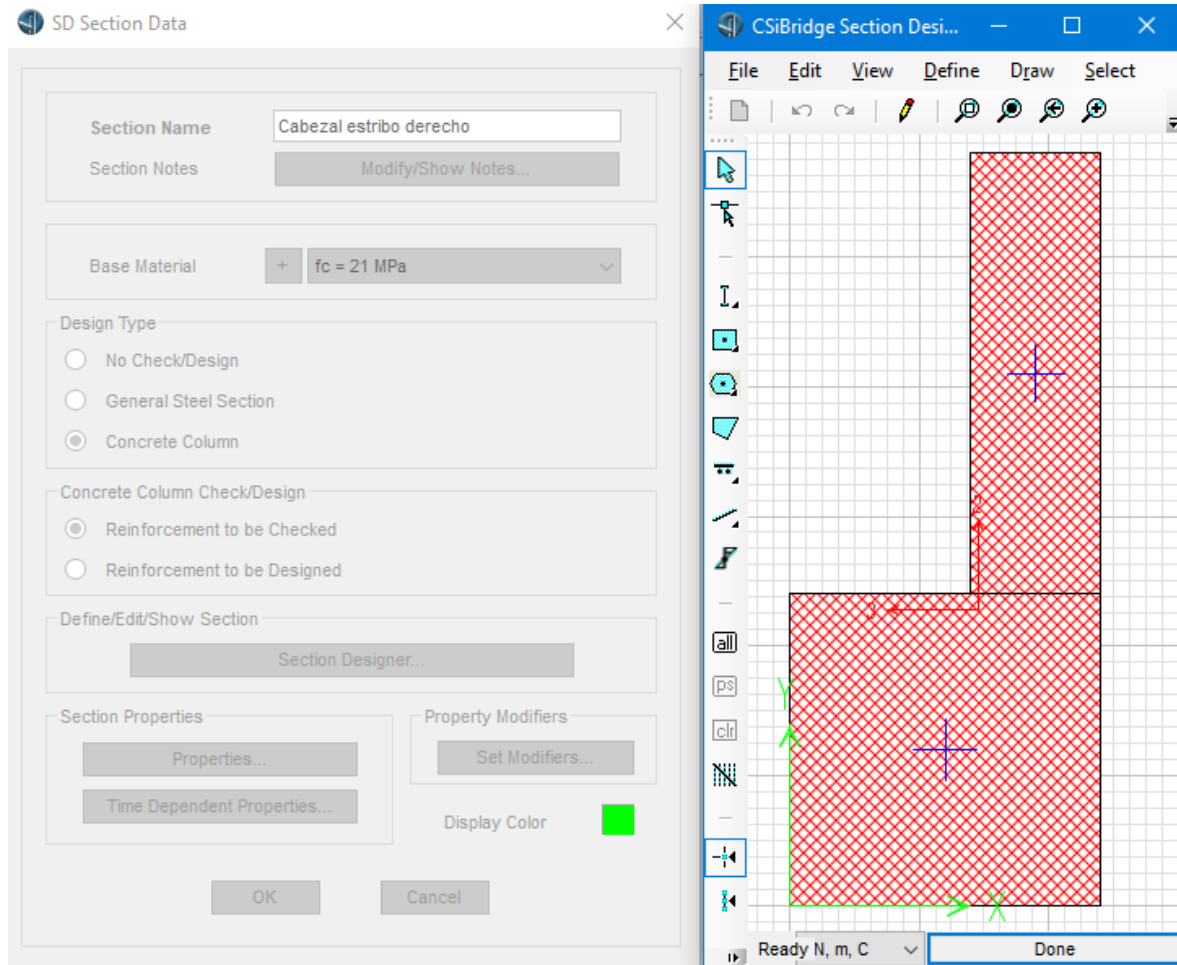 SD Section Data
Section Name
Cabezal estribo derecho
Section Notes
Modify/Show Notes...
Base Material
+
fc = 21 MPa
Design Type
No Check/Design
General Steel Section
Concrete Column
Concrete Column Check/Design
Reinforcement to be Checked
Reinforcement to be Designed
Define/Edit/Show Section
Section Designer...
Section Properties
Properties...
Time Dependent Properties...
Property Modifiers
Set Modifiers...
Display Color
OK
Cancel
CSiBridge Section Desi...
File Edit View Define Draw Select
all
ps
clr
2
3
Y
X
Ready
N, m, C
Done